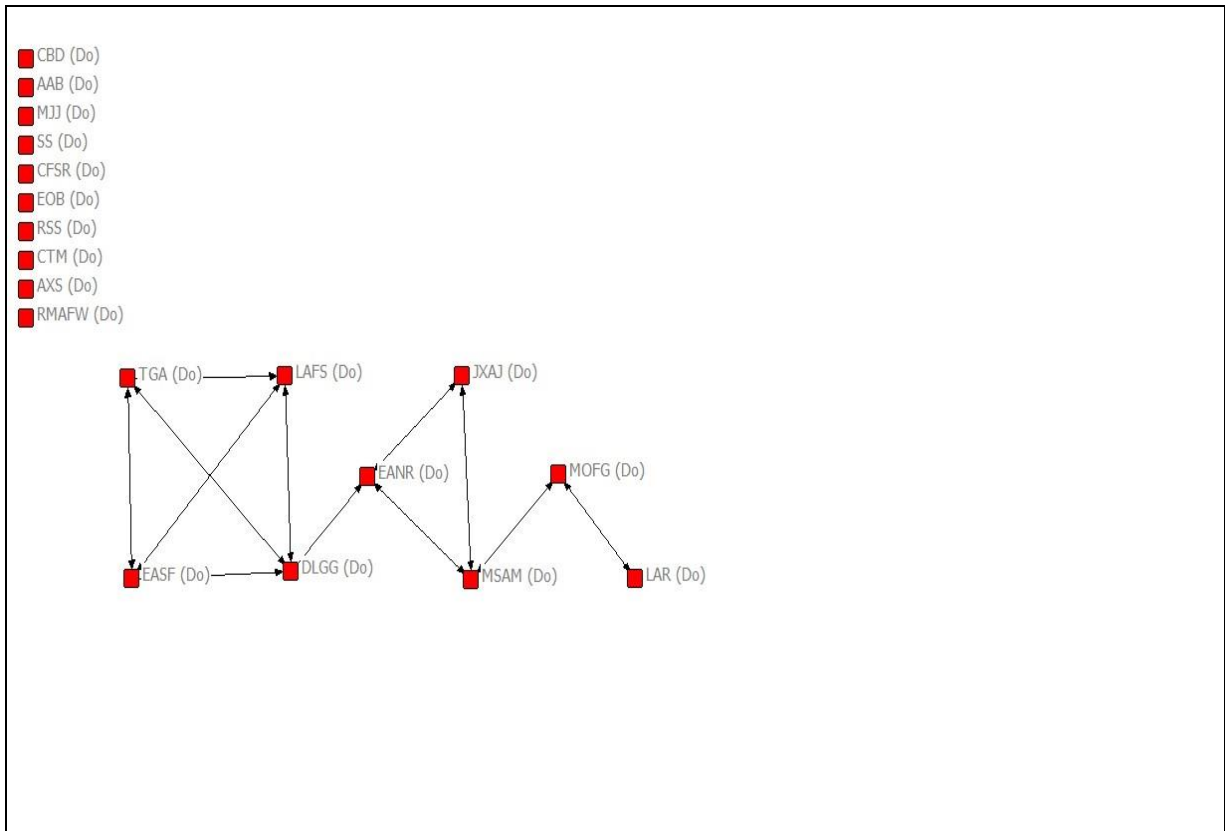 CBD (Do)
AAB (Do)
MJJ (Do)
SS (Do)
CFSR (Do)
EOB (Do)
RSS (Do)
CTM (Do)
AXS (Do)
RMAFW (Do)
TGA (Do)
LAFS (Do)
JXAJ (Do)
EANR (Do)
MOFG (Do)
EASF (Do)
DLGG (Do)
MSAM (Do)
LAR (Do)